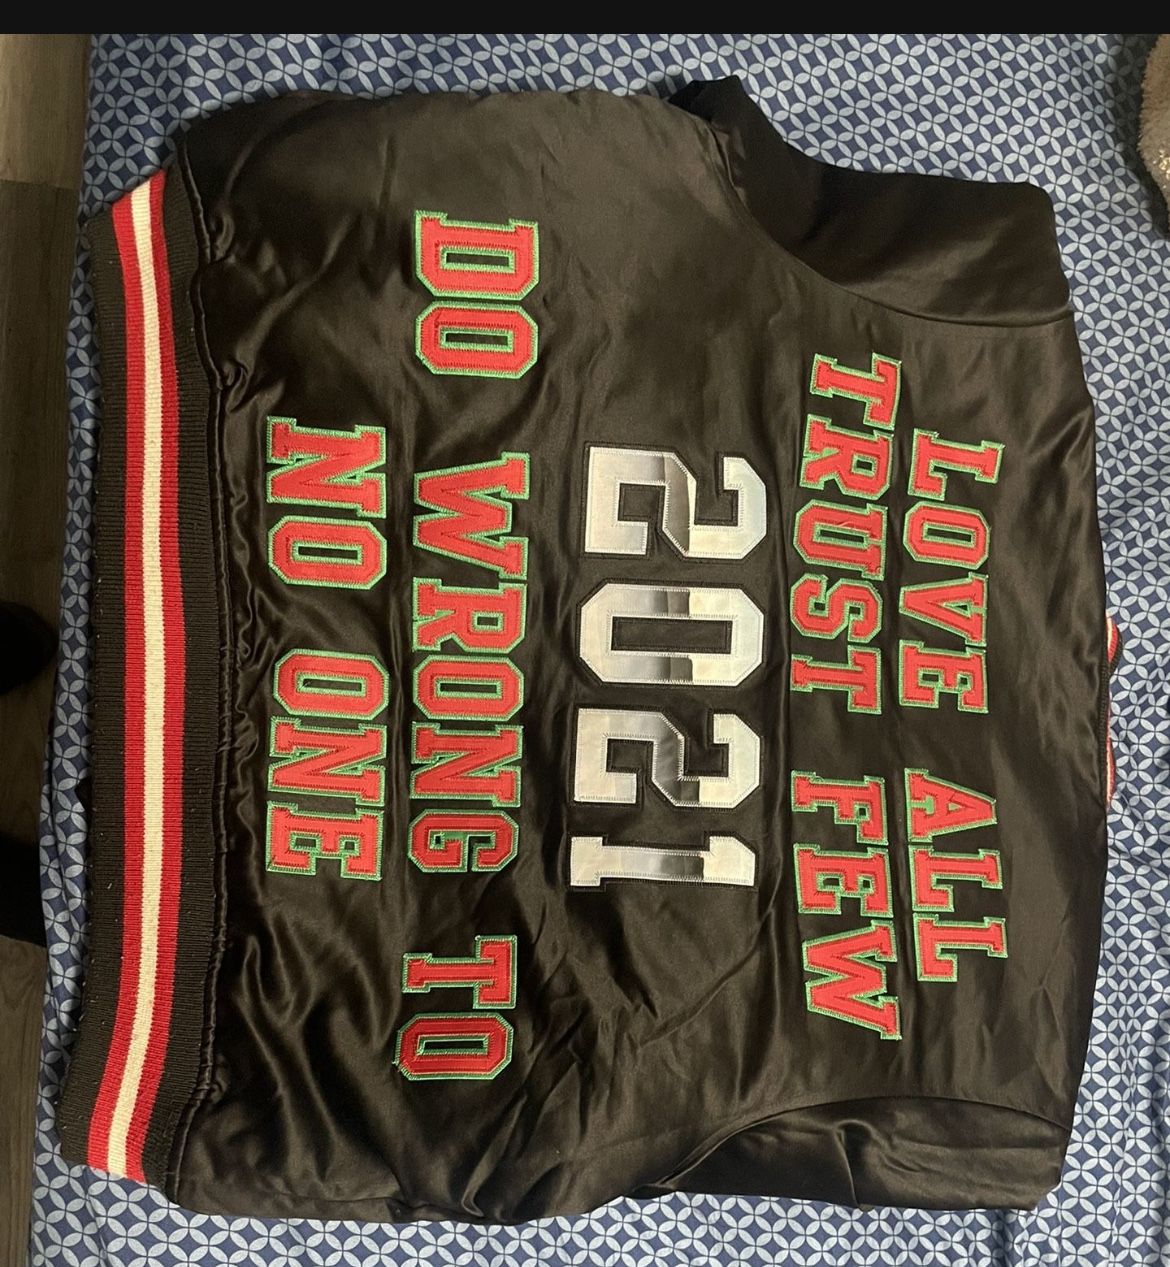 LOVE ALL
TRUST FEW
2021
DO WRONG TO
NO ONE